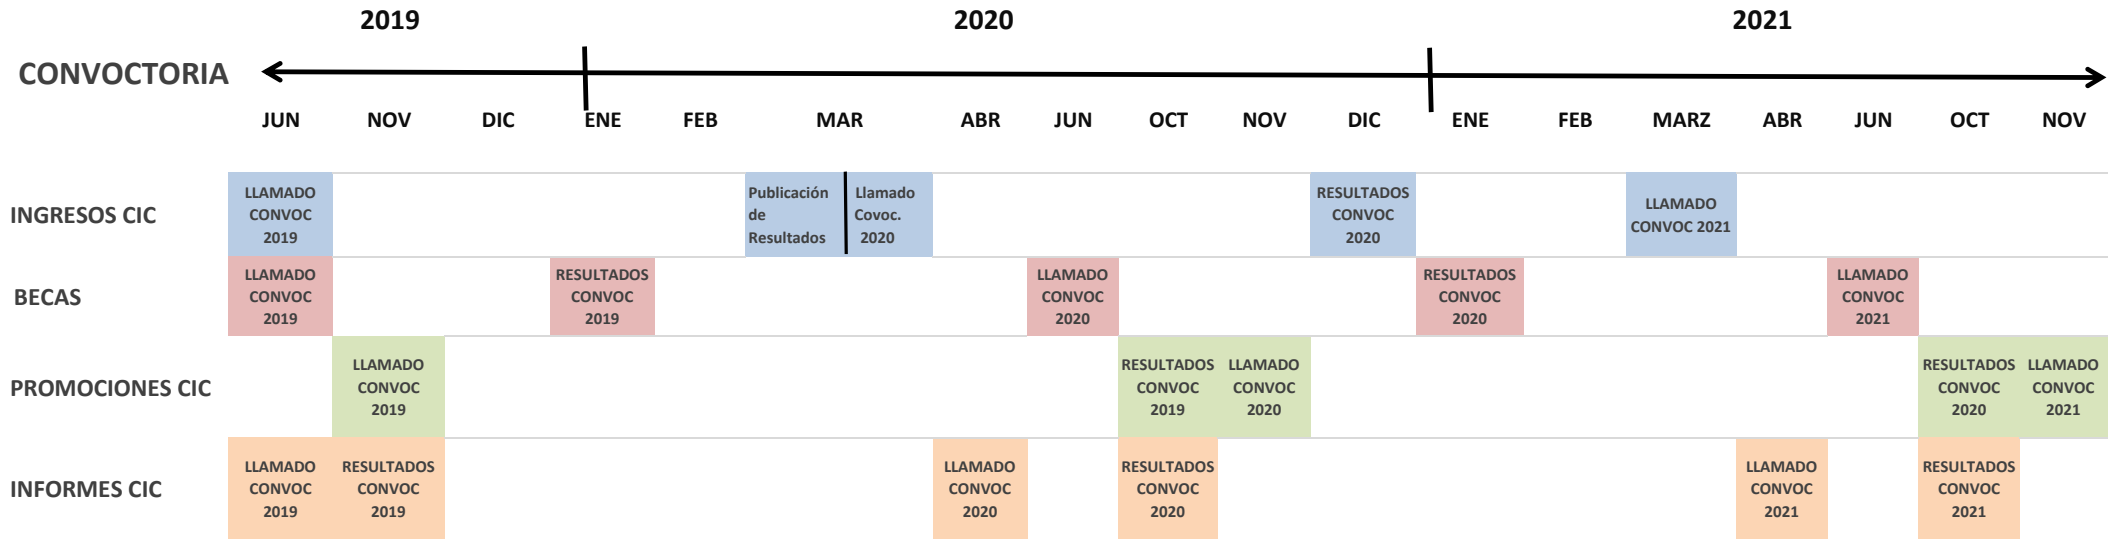 2019 2020 2021
CONVOCTORIA
JUN NOV DIC ENE FEB MAR ABR JUN OCT NOV DIC ENE FEB MARZ ABR JUN OCT NOV
INGRESOS CIC
LLAMADO
CONVOC
2019
Publicación
de
Resultados
Llamado
Covoc.
2020
RESULTADOS
CONVOC
2020
LLAMADO
CONVOC 2021
BECAS
LLAMADO
CONVOC
2019
RESULTADOS
CONVOC
2019
LLAMADO
CONVOC
2020
RESULTADOS
CONVOC
2020
LLAMADO
CONVOC
2021
PROMOCIONES CIC
LLAMADO
CONVOC
2019
RESULTADOS
CONVOC
2019
LLAMADO
CONVOC
2020
RESULTADOS
CONVOC
2020
LLAMADO
CONVOC
2021
INFORMES CIC
LLAMADO
CONVOC
2019
RESULTADOS
CONVOC
2019
LLAMADO
CONVOC
2020
RESULTADOS
CONVOC
2020
LLAMADO
CONVOC
2021
RESULTADOS
CONVOC
2021